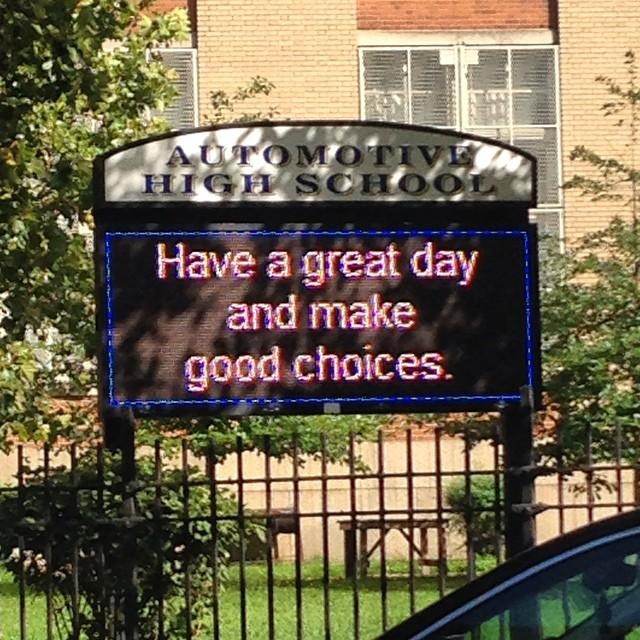 AUTOMOTIVE
HIGH SCHOOL
Have a great day
and make
good choices.